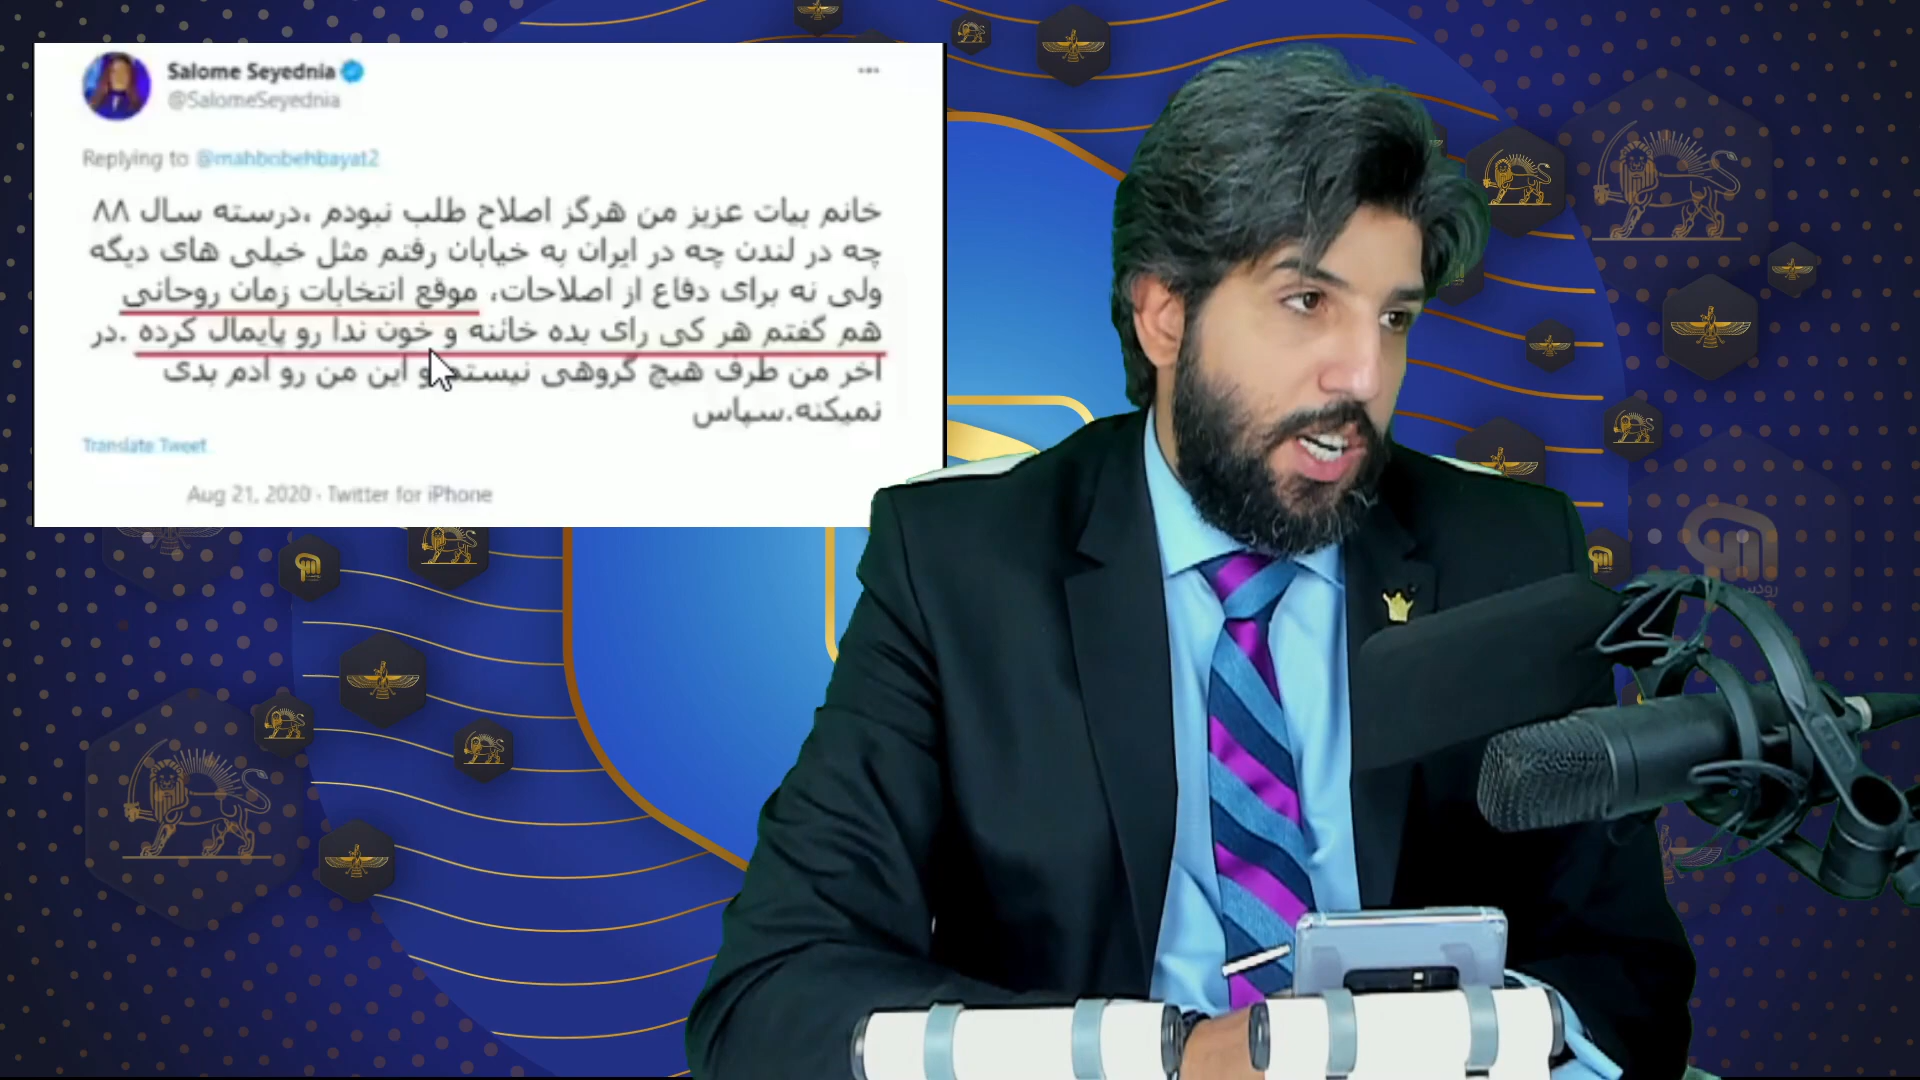 Salome Seyednia
@SalomeSeyednia
Replying to @mahbobehbayat2
خانم بیات عزیز من هرگز اصلاح طلب نبودم ،درسته سال ۸۸
چه در لندن چه در ایران به خیابان رفتم مثل خیلی های دیگه
ولی نه برای دفاع از اصلاحات، موقع انتخابات زمان روحانی
هم گفتم هر کی رای بده خائنه و خون ندا رو پایمال کرده .در
اخر من طرف هیچ گروهی نیستم و این من رو ادم بدی
نمیکنه.سپاس
Translate Tweet
Aug 21, 2020 · Twitter for iPhone